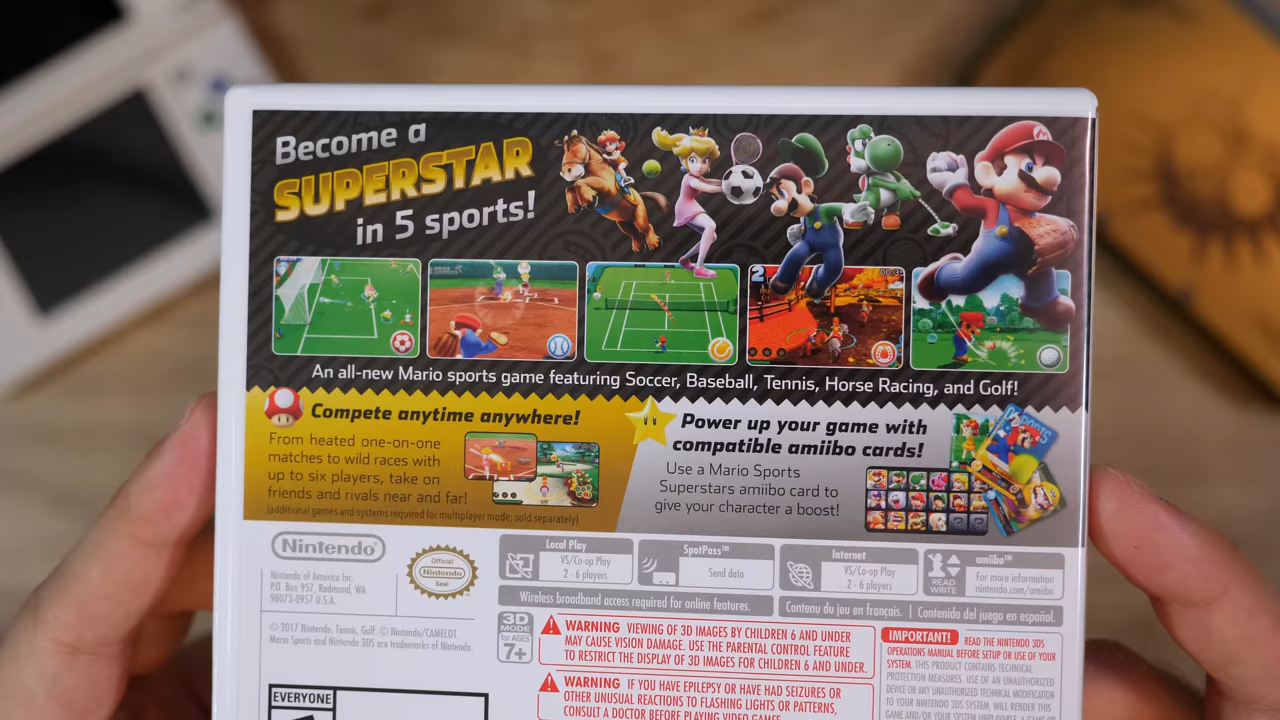 Become a
SUPERSTAR
in 5 sports!
2
An all-new Mario sports game featuring Soccer, Baseball, Tennis, Horse Racing, and Golf!
Compete anytime anywhere!
From heated one-on-one
matches to wild races with
up to six players, take on
friends and rivals near and far!
(additional games and systems required for multiplayer mode; sold separately)
Power up your game with
compatible amiibo cards!
Use a Mario Sports
Superstars amiibo card to
give your character a boost!
Nintendo
Nintendo of America Inc.
P.O. Box 957, Redmond, WA
98073-0957 U.S.A.
Official
Nintendo
Seal
Local Play
VS/Co-op Play
2 - 6 players
SpotPass™
Send data
Internet
VS/Co-op Play
2 - 6 players
amiibo™
READ
WRITE
For more information
nintendo.com/amiibo
Wireless broadband access required for online features.
Contenu du jeu en français. | Contenido del juego en español.
© 2017 Nintendo. Tennis, Golf: © Nintendo/CAMELOT.
Mario Sports and Nintendo 3DS are trademarks of Nintendo.
3D
MODE
for AGES
7+
WARNING VIEWING OF 3D IMAGES BY CHILDREN 6 AND UNDER
MAY CAUSE VISION DAMAGE. USE THE PARENTAL CONTROL FEATURE
TO RESTRICT THE DISPLAY OF 3D IMAGES FOR CHILDREN 6 AND UNDER.
WARNING IF YOU HAVE EPILEPSY OR HAVE HAD SEIZURES OR
OTHER UNUSUAL REACTIONS TO FLASHING LIGHTS OR PATTERNS,
CONSULT A DOCTOR BEFORE PLAYING VIDEO GAMES.
IMPORTANT! READ THE NINTENDO 3DS
OPERATIONS MANUAL BEFORE SETUP OR USE OF YOUR
SYSTEM. THIS PRODUCT CONTAINS TECHNICAL
PROTECTION MEASURES. USE OF AN UNAUTHORIZED
DEVICE OR ANY UNAUTHORIZED TECHNICAL MODIFICATION
TO YOUR NINTENDO 3DS SYSTEM, WILL RENDER THIS
EVERYONE